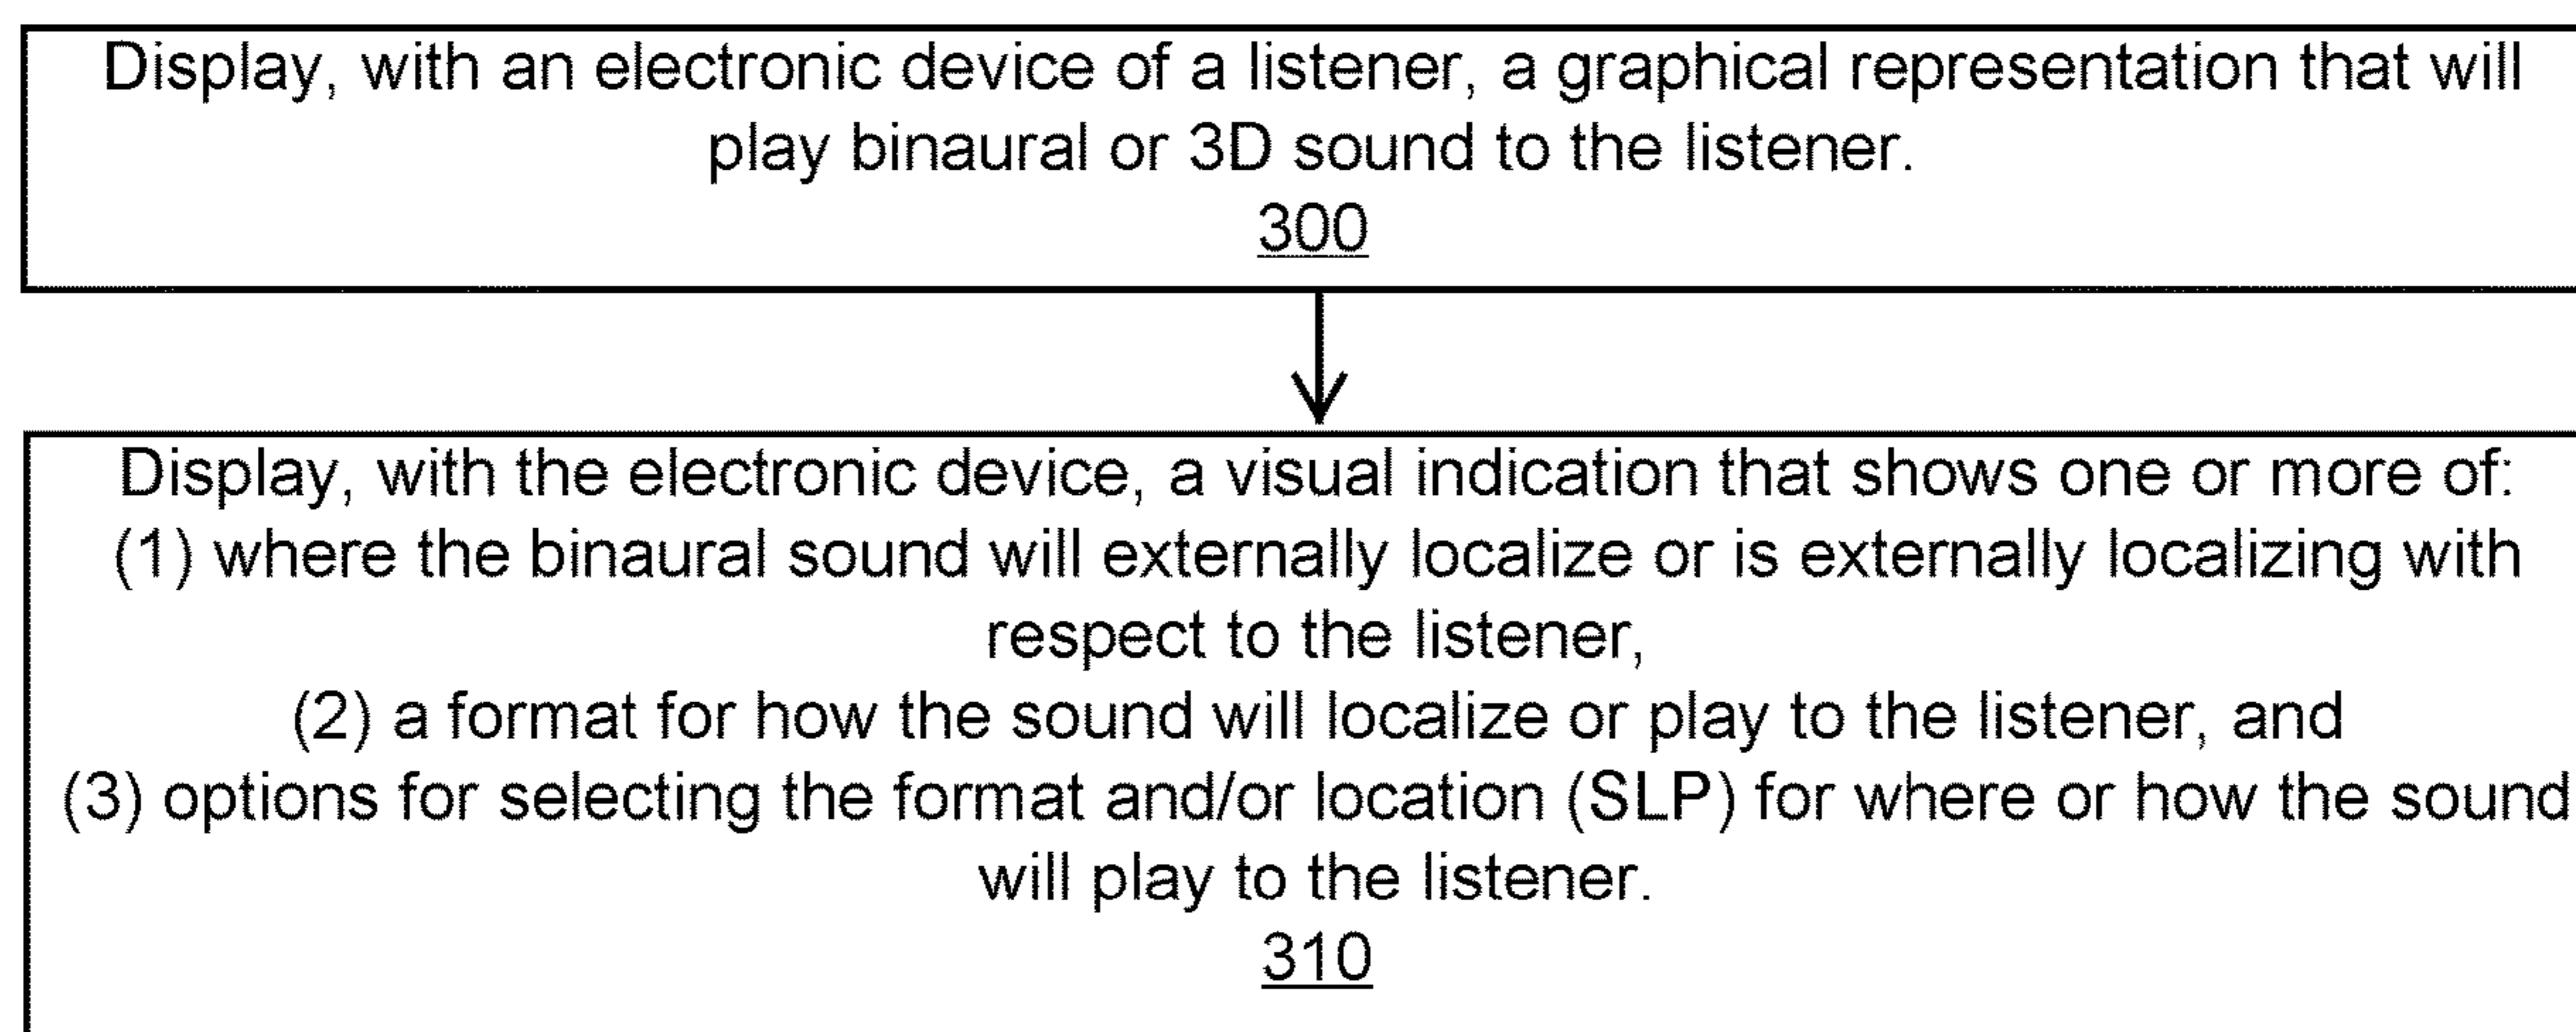 Display, with an electronic device of a listener, a graphical representation that will
play binaural or 3D sound to the listener.
300
Display, with the electronic device, a visual indication that shows one or more of:
(1) where the binaural sound will externally localize or is externally localizing with
respect to the listener,
(2) a format for how the sound will localize or play to the listener, and
(3) options for selecting the format and/or location (SLP) for where or how the sound
will play to the listener.
310